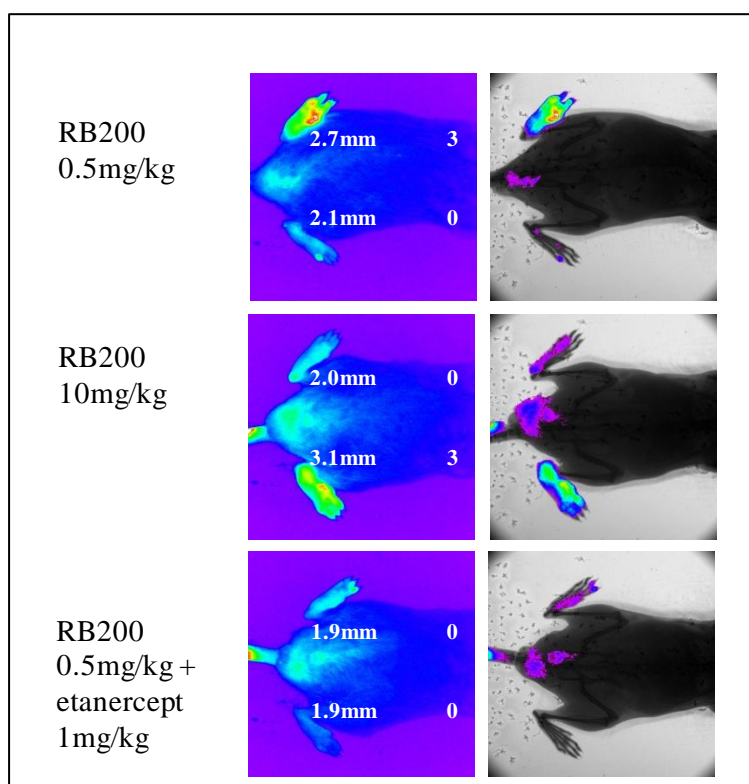 RB200
0.5mg/kg
2.7mm 3
2.1mm 0
RB200
10mg/kg
2.0mm 0
3.1mm 3
RB200
0.5mg/kg +
etanercept
1mg/kg
1.9mm 0
1.9mm 0